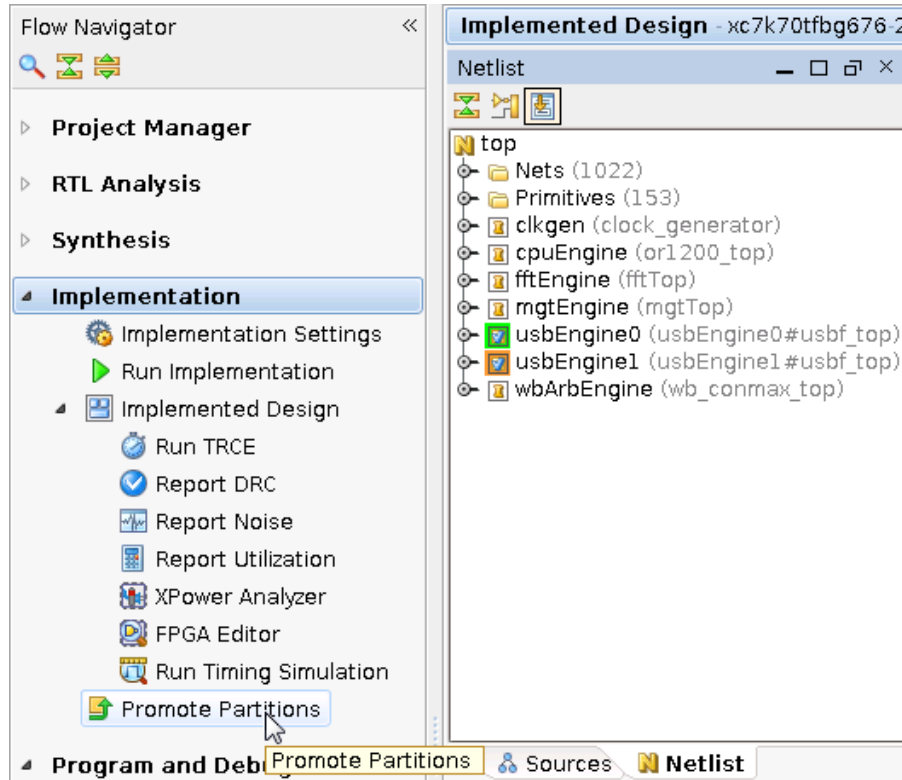 Flow Navigator
Project Manager
RTL Analysis
Synthesis
Implementation
Implementation Settings
Run Implementation
Implemented Design
Run TRCE
Report DRC
Report Noise
Report Utilization
XPower Analyzer
FPGA Editor
Run Timing Simulation
Promote Partitions
Program and Deb
Promote Partitions
Implemented Design - xc7k70tfbg676-2
Netlist
top
Nets (1022)
Primitives (153)
clkgen (clock_generator)
cpuEngine (or1200_top)
fftEngine (fftTop)
mgtEngine (mgtTop)
usbEngine0 (usbEngine0#usbf_top)
usbEngine1 (usbEngine1#usbf_top)
wbArbEngine (wb_conmax_top)
Sources
Netlist